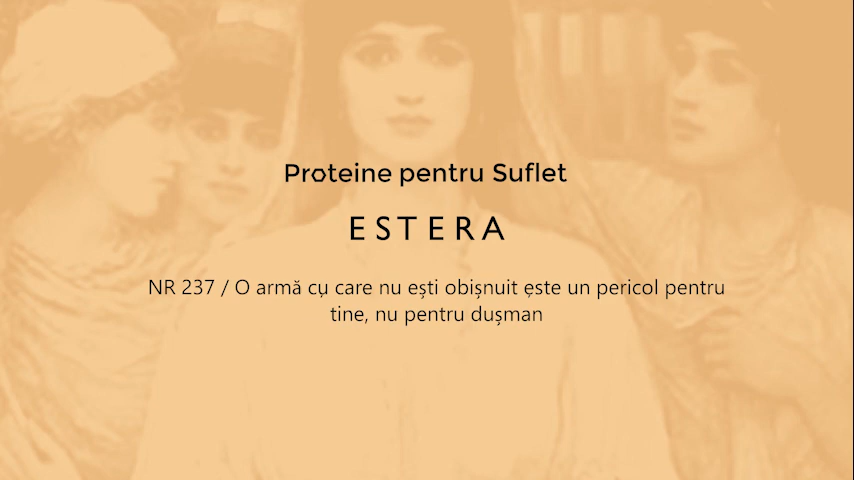 Proteine pentru Suflet
ESTERA
NR 237 / O armă cu care nu ești obișnuit este un pericol pentru
tine, nu pentru dușman